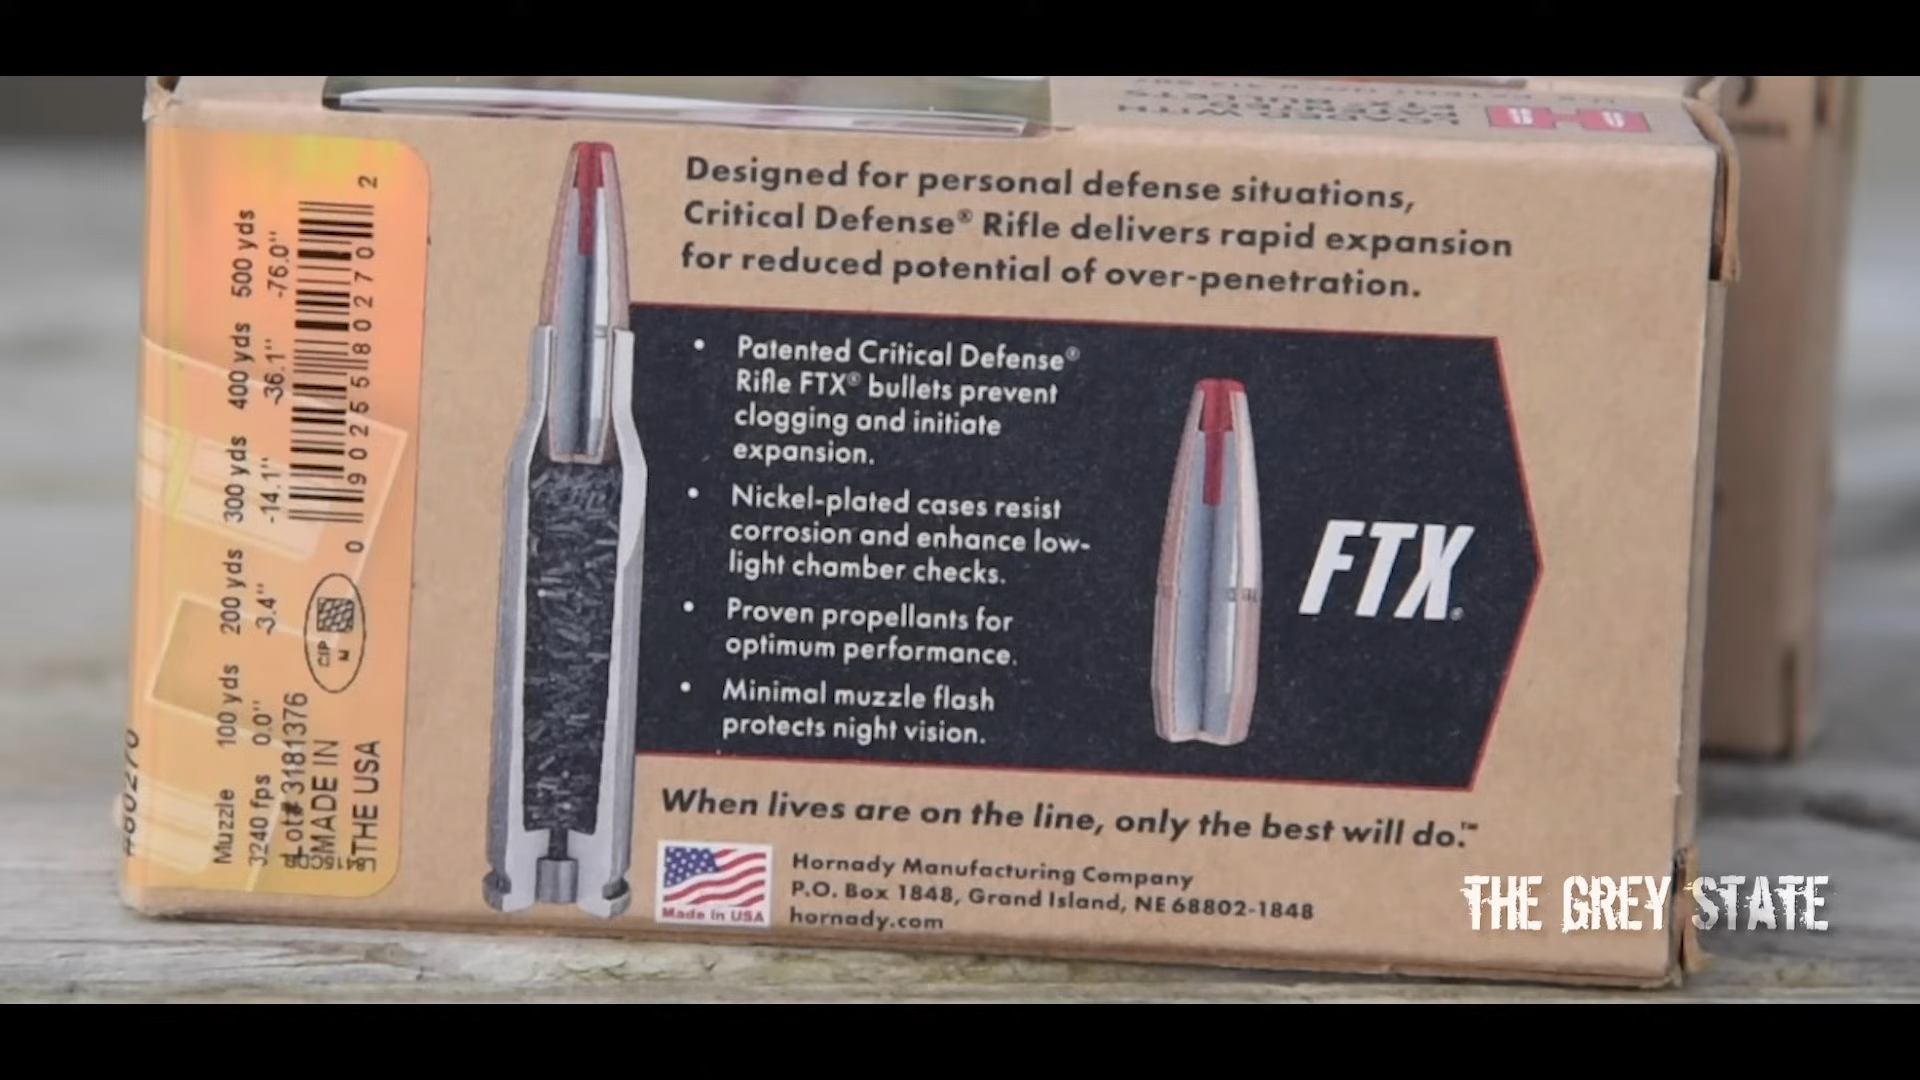 LOADED WITH
Designed for personal defense situations,
Critical Defense® Rifle delivers rapid expansion
for reduced potential of over-penetration.
• Patented Critical Defense®
Rifle FTX® bullets prevent
clogging and initiate
expansion.
• Nickel-plated cases resist
corrosion and enhance low-
light chamber checks.
• Proven propellants for
optimum performance.
• Minimal muzzle flash
protects night vision.
FTX®
When lives are on the line, only the best will do.™
Made in USA
Hornady Manufacturing Company
P.O. Box 1848, Grand Island, NE 68802-1848
hornady.com
#80270
Muzzle 100 yds 200 yds 300 yds 400 yds 500 yds
3240 fps 0.0" -3.4" -14.1" -36.1" -76.0"
Lot# 3181376
MADE IN
THE USA
CIP
M
0 90255 80270 2
THE GREY STATE